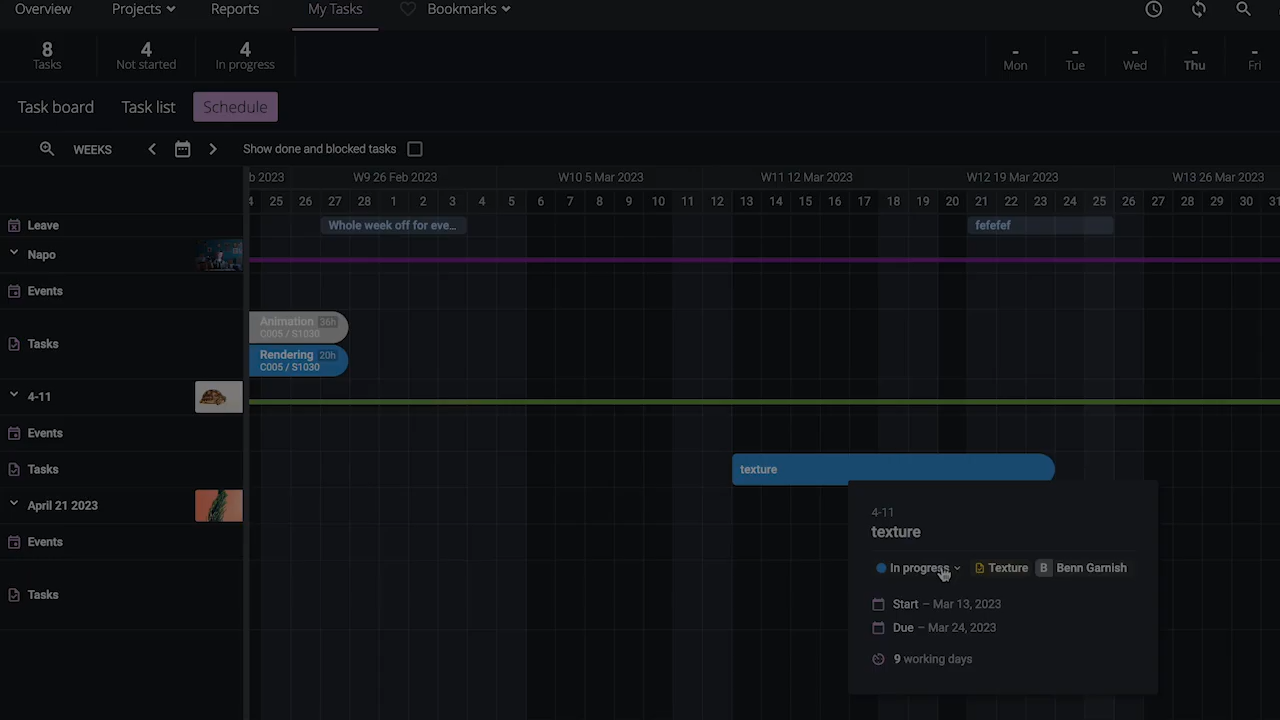 Overview Projects Reports My Tasks Bookmarks
8 4 4 - - - - -
Tasks Not started In progress Mon Tue Wed Thu Fri
Task board Task list Schedule
WEEKS Show done and blocked tasks
b 2023 W9 26 Feb 2023 W10 5 Mar 2023 W11 12 Mar 2023 W12 19 Mar 2023 W13 26 Mar 2023
4 25 26 27 28 1 2 3 4 5 6 7 8 9 10 11 12 13 14 15 16 17 18 19 20 21 22 23 24 25 26 27 28 29 30 31
Leave Whole week off for eve... fefefef
Napo
Events
Animation 36h
C005 / S1030
Tasks
Rendering 20h
C005 / S1030
4-11
Events
Tasks texture
April 21 2023
Events
Tasks
4-11
texture
In progress Texture B Benn Garnish
Start – Mar 13, 2023
Due – Mar 24, 2023
9 working days